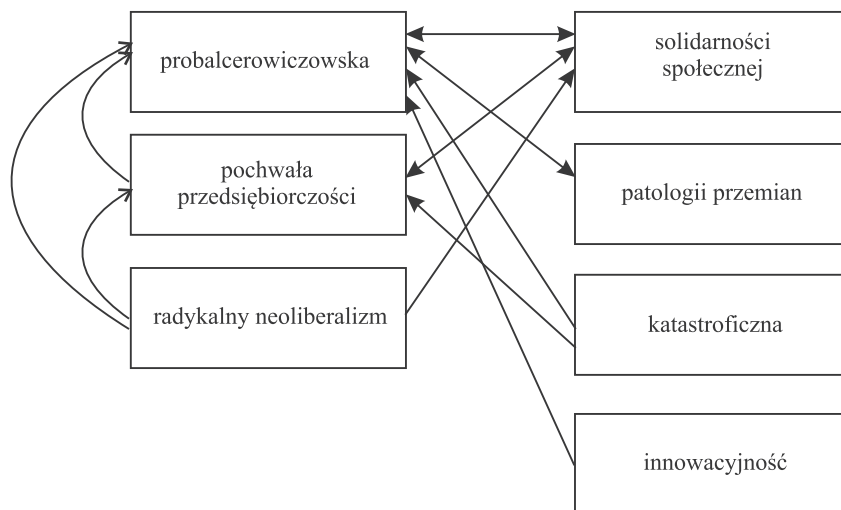 probalcerowiczowska
pochwała
przedsiębiorczości
radykalny neoliberalizm
solidarności
społecznej
patologii przemian
katastroficzna
innowacyjność